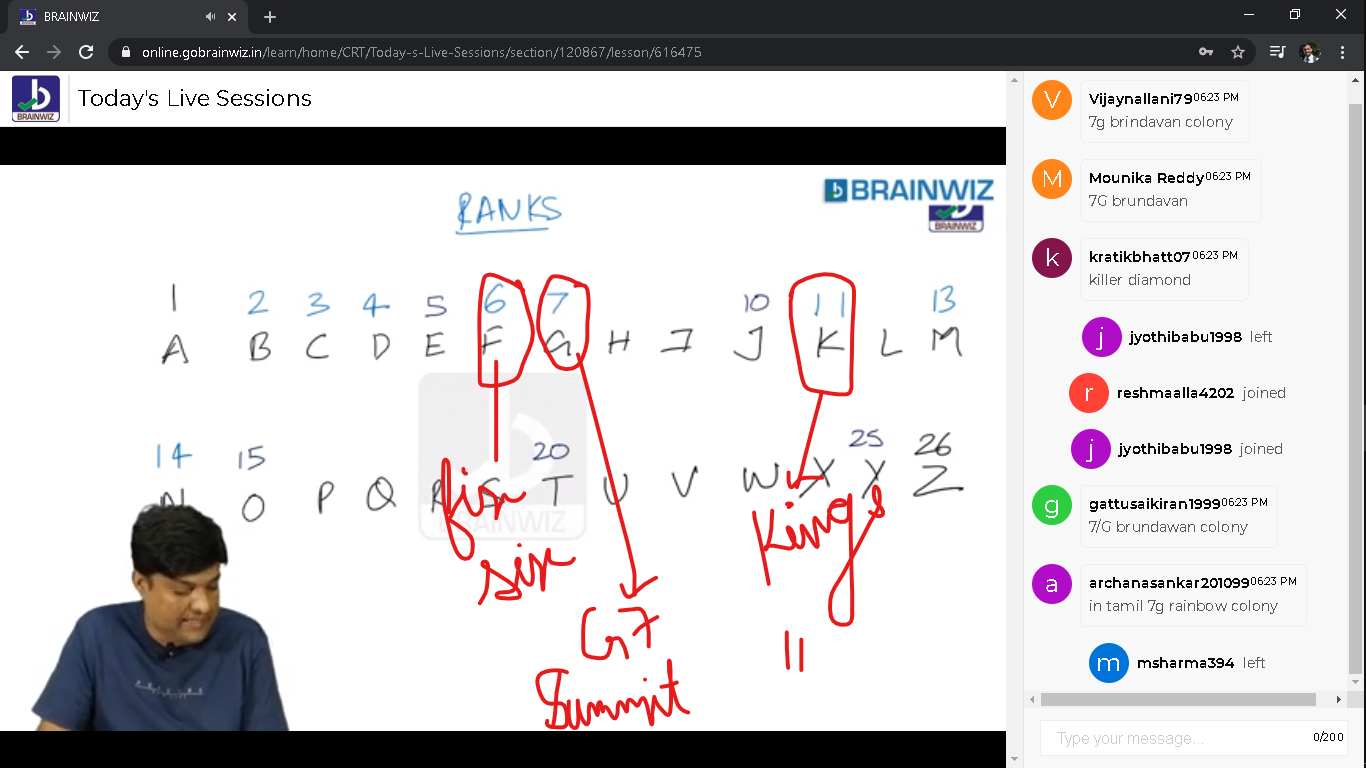 BRAINWIZ
online.gobrainwiz.in/learn/home/CRT/Today-s-Live-Sessions/section/120867/lesson/616475
BRAINWIZ
Today's Live Sessions
BRAINWIZ
BRAINWIZ
RANKS
1 2 3 4 5 6 7 10 11 13
A B C D E F G H I J K L M
14 15 20 25 26
N O P Q R S T U V W X Y Z
fix
six
Kings
11
G7
Summit
V
Vijaynallani79 06:23 PM
7g brindavan colony
M
Mounika Reddy 06:23 PM
7G brundavan
k
kratikbhatt07 06:23 PM
killer diamond
j
jyothibabu1998 left
r
reshmaalla4202 joined
j
jyothibabu1998 joined
g
gattusaikiran1999 06:23 PM
7/G brundawan colony
a
archanasankar201099 06:23 PM
in tamil 7g rainbow colony
m
msharma394 left
Type your message...
0/200